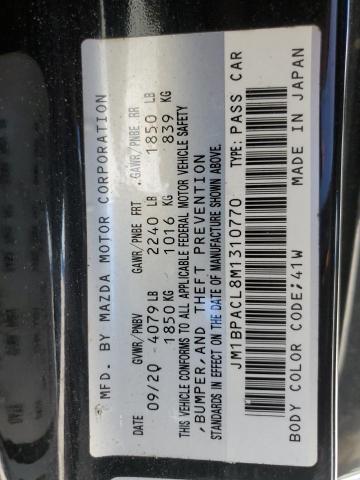 MFD. BY MAZDA MOTOR CORPORATION
GVWR/PNBV GAWR/PNBE FRT . GAWR/PNBE RR
DATE 09/20 4079 LB 2240 LB 1850 LB
1850 KG 1016 KG 839 KG
THIS VEHICLE CONFORMS TO ALL APPLICABLE FEDERAL MOTOR VEHICLE SAFETY
,BUMPER,AND THEFT PREVENTION
STANDARDS IN EFFECT ON THE DATE OF MANUFACTURE SHOWN ABOVE.
JM1BPACL8M1310770 TYPE: PASS CAR
BODY COLOR CODE;41W MADE IN JAPAN